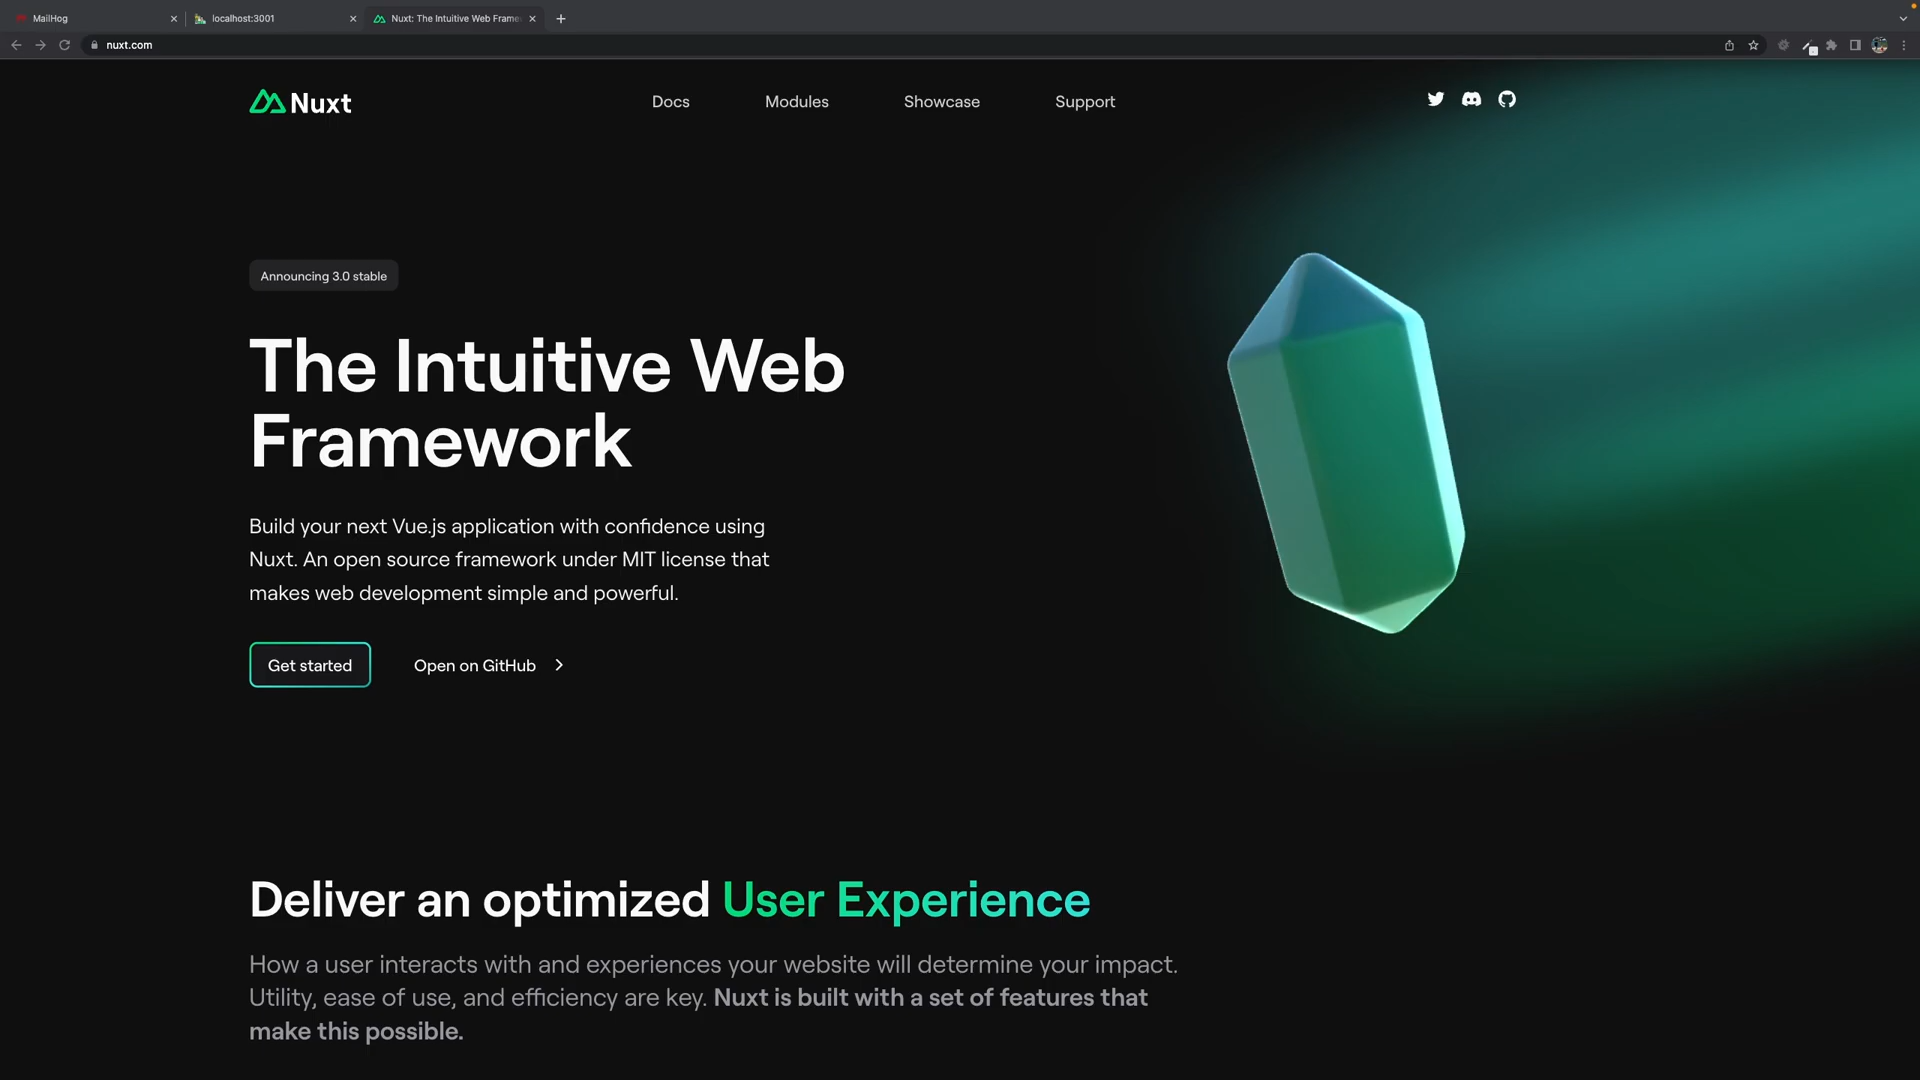 MailHog
localhost:3001
Nuxt: The Intuitive Web Frame
nuxt.com
Nuxt
Docs
Modules
Showcase
Support
Announcing 3.0 stable
The Intuitive Web
Framework
Build your next Vue.js application with confidence using
Nuxt. An open source framework under MIT license that
makes web development simple and powerful.
Get started
Open on GitHub
Deliver an optimized User Experience
How a user interacts with and experiences your website will determine your impact.
Utility, ease of use, and efficiency are key. Nuxt is built with a set of features that
make this possible.